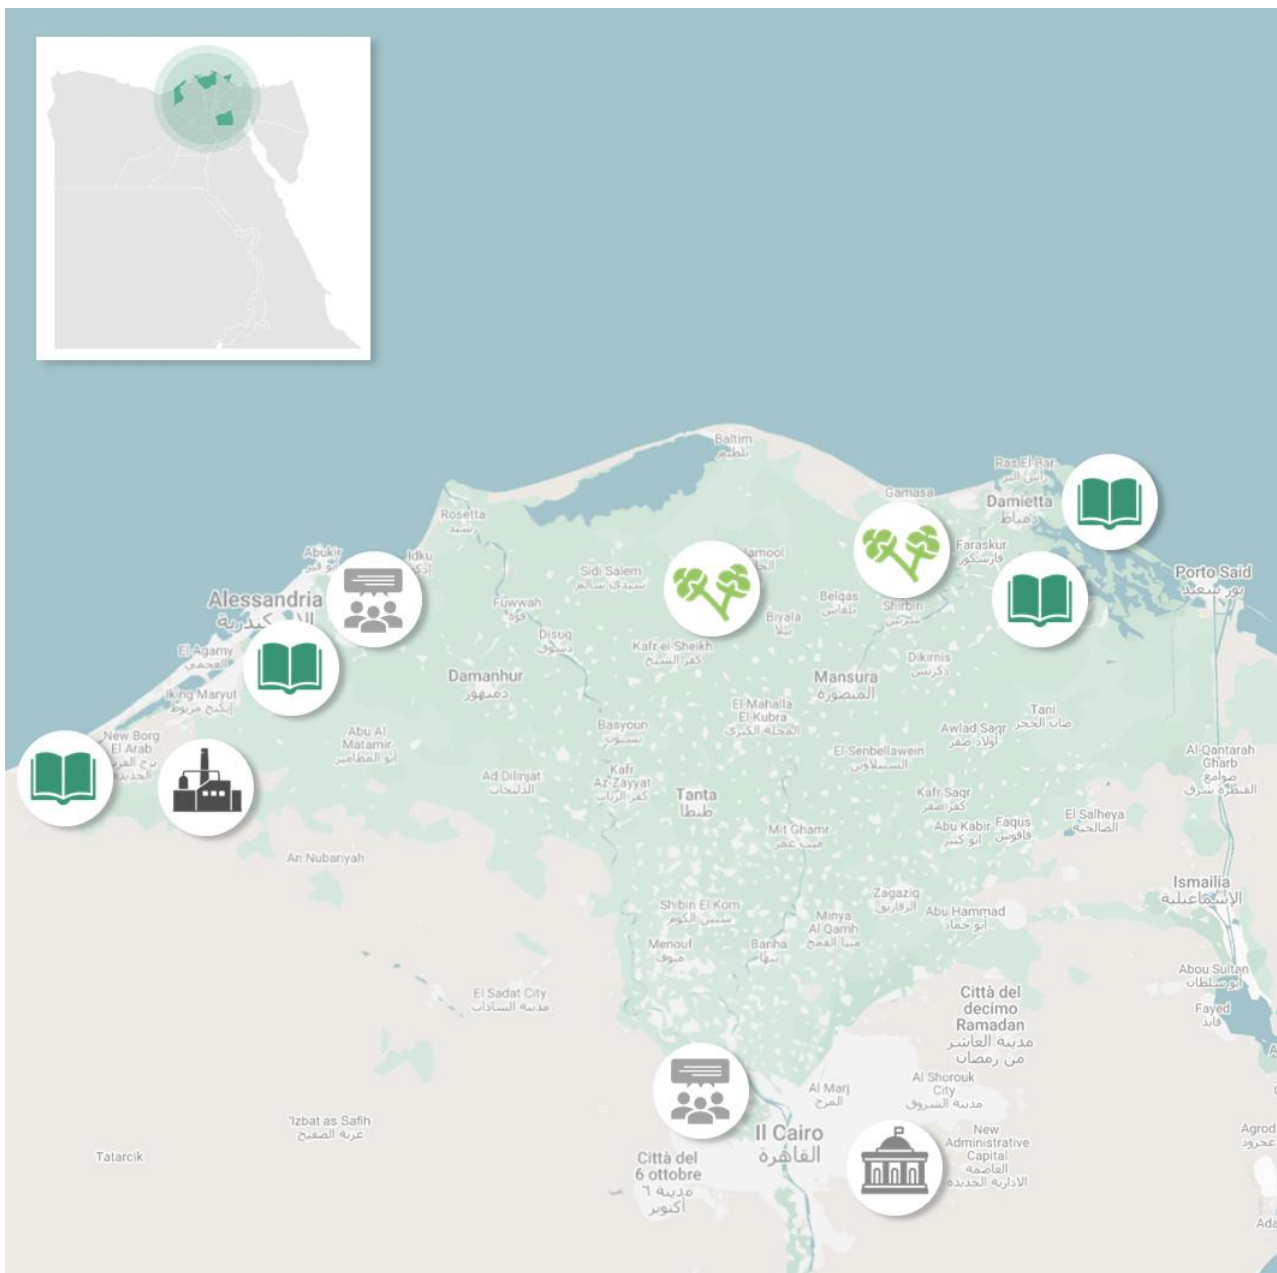 Baltim
بلطيم
Ras El Bar
راس البر
Gamasa
Damietta
دمياط
Rosetta
رشيد
Abukir
أبو قير
Idku
Faraskur
فارسكور
Porto Said
بور سعيد
Sidi Salem
سيدي سالم
Alessandria
Fuwwah
فوه
Belqas
بلقاس
Shirbin
شربين
Biyala
بيلا
Disuq
دسوق
Kafr el-Sheikh
كفر الشيخ
El Agamy
العجمي
Dikirnis
دكرنس
Damanhur
دمنهور
Mansura
المنصورة
Iking Maryut
إيكنج مريوط
El-Mahalla
El-Kubra
المحلة الكبرى
Tani
صان الحجر
New Borg
El Arab
Abu Al
Matamir
أبو المطامير
Basyoun
بسيون
Awlad Saqr
أولاد صقر
El-Senbellawein
السنبلاوين
Al-Qantarah
Gharb
Kafr
Az-Zayyat
كفر الزيات
Ad Dilinjat
الدلنجات
Tanta
طنطا
Kafr Saqr
كفر صقر
El Salheya
الصالحية
Mit Ghamr
ميت غمر
Abu Kabir
أبو كبير
Faqus
فاقوس
An Nubariyah
Ismailia
الإسماعيلية
Zagazig
الزقازيق
Shibin El Kom
شبين الكوم
Minya
Al Qamh
منيا القمح
Abu Hammad
أبو حماد
Menouf
منوف
Banha
بنها
Abou Sultan
أبو سلطان
El Sadat City
مدينة السادات
Città del
decimo
Ramadan
مدينة العاشر
من رمضان
Fayed
فايد
Al Marj
المرج
Al Shorouk
City
مدينة الشروق
'Izbat as Safih
عزبة الصفيح
Il Cairo
القاهرة
New
Administrative
Capital
العاصمة
الادارية الجديدة
Agrod
عجرود
Tatarcik
Città del
6 ottobre
مدينة ٦
أكتوبر
Ada